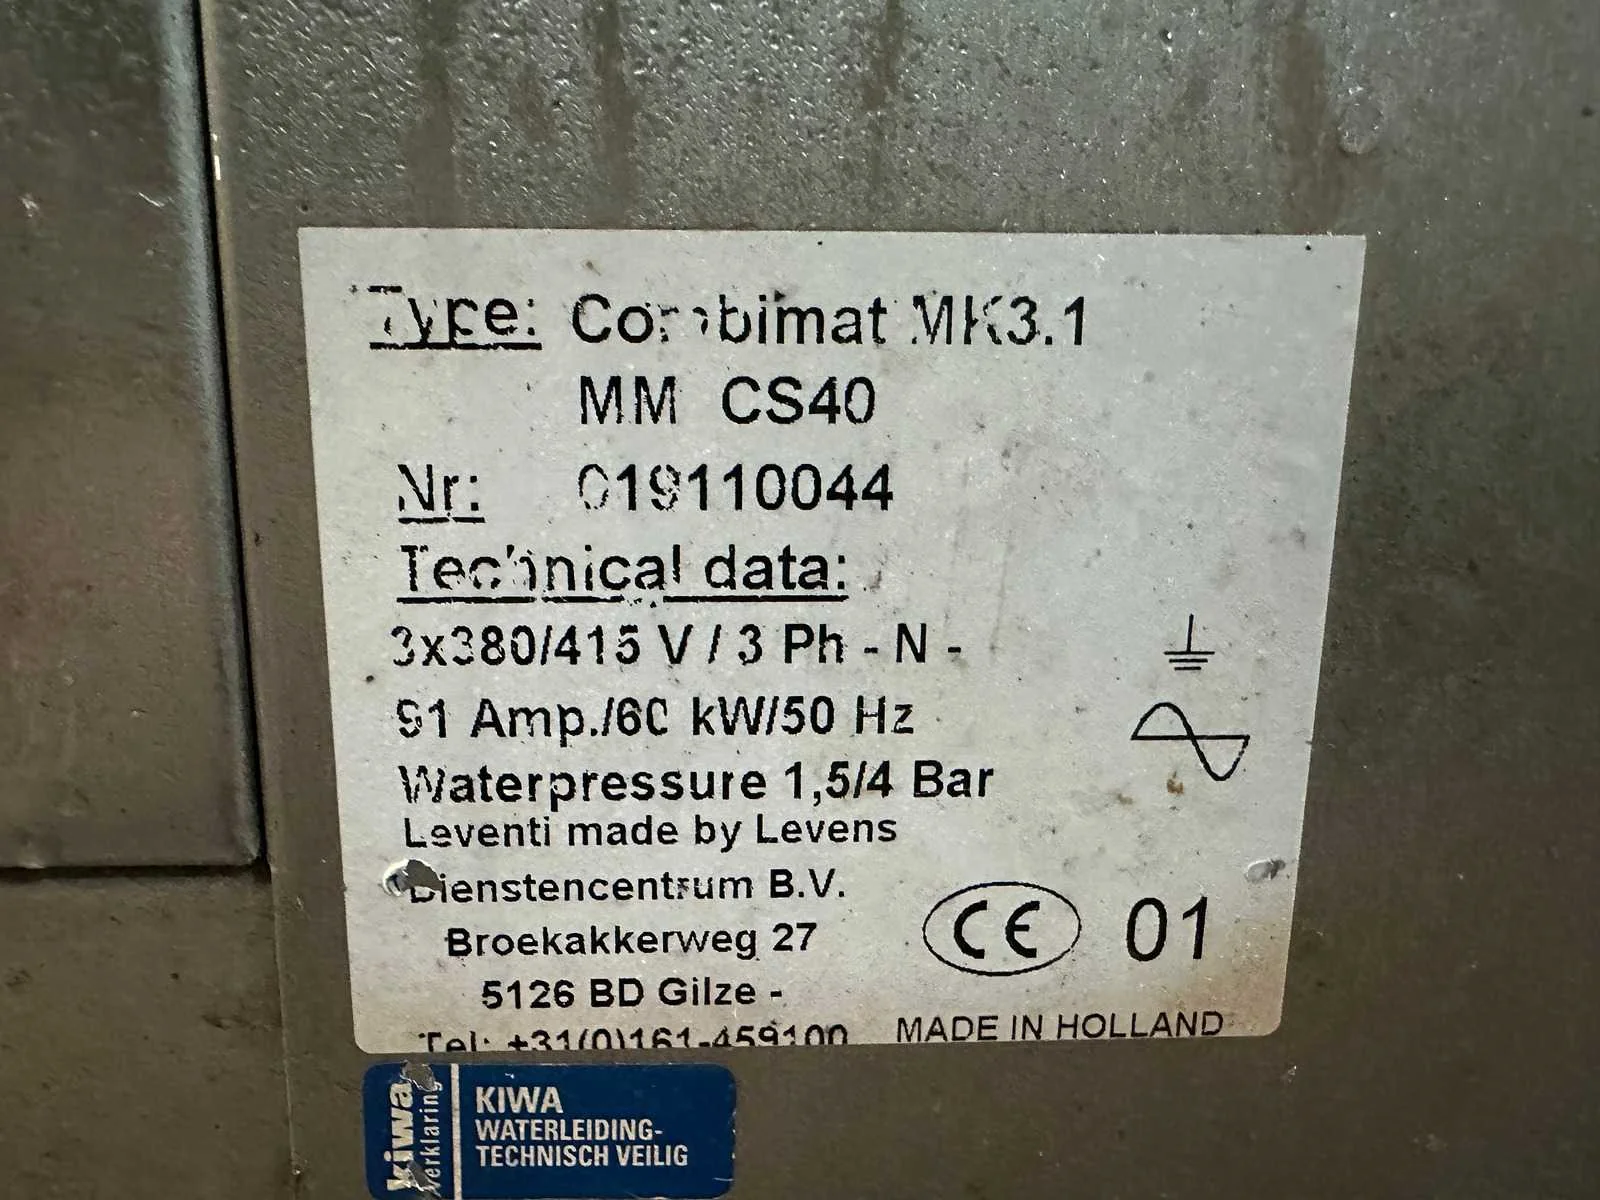 Type: Combimat MK3.1
MM CS40
Nr: 019110044
Technical data:
3x380/415 V / 3 Ph - N -
91 Amp./60 kW/50 Hz
Waterpressure 1,5/4 Bar
Leventi made by Levens
Dienstencentrum B.V.
Broekakkerweg 27
5126 BD Gilze -
Tel: +31(0)161-459100
CE 01
MADE IN HOLLAND
kiwa
verklaring
KIWA
WATERLEIDING-
TECHNISCH VEILIG